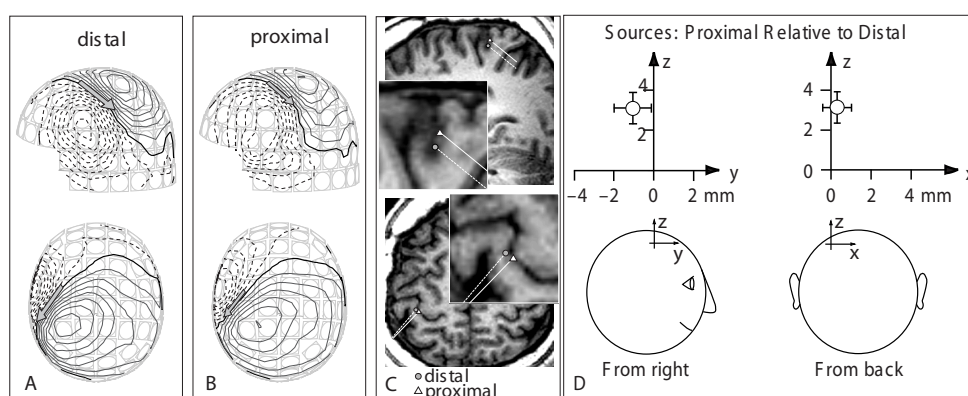 distal
A
proximal
B
C
distal
proximal
Sources: Proximal Relative to Distal
z
4
2
y
−4 −2 0 2 mm
z
4
2
0
x
0 2 4 mm
z
y
From right
z
x
From back
D